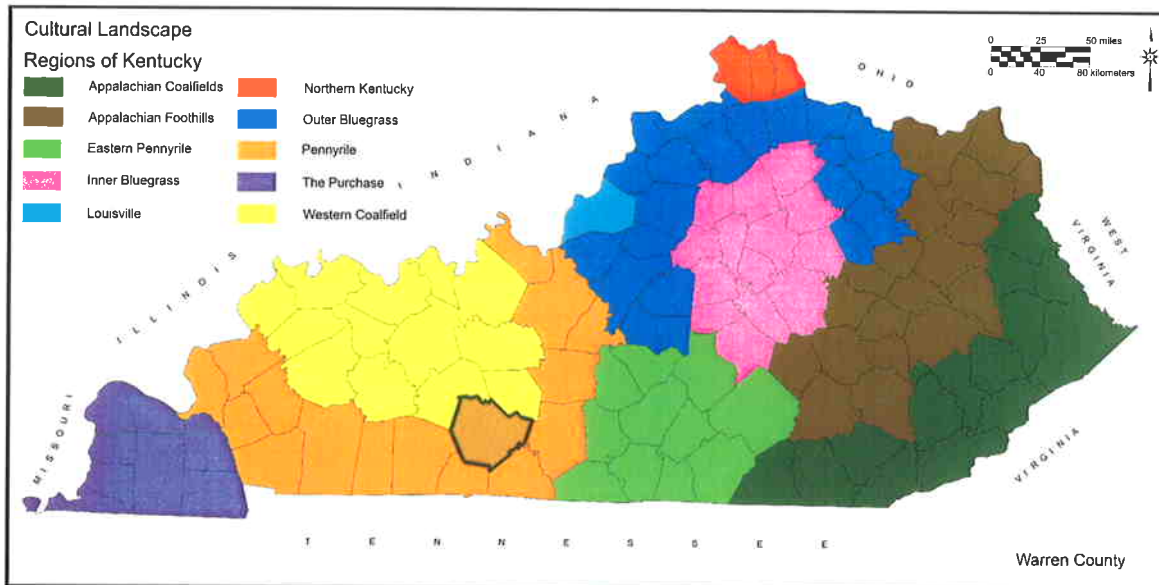 Cultural Landscape
Regions of Kentucky
Appalachian Coalfields
Appalachian Foothills
Eastern Pennyrile
Inner Bluegrass
Louisville
Northern Kentucky
Outer Bluegrass
Pennyrile
The Purchase
Western Coalfield
0 25 50 miles
0 40 80 kilometers
OHIO
INDIANA
ILLINOIS
MISSOURI
WEST
VIRGINIA
VIRGINIA
TENNESSEE
Warren County